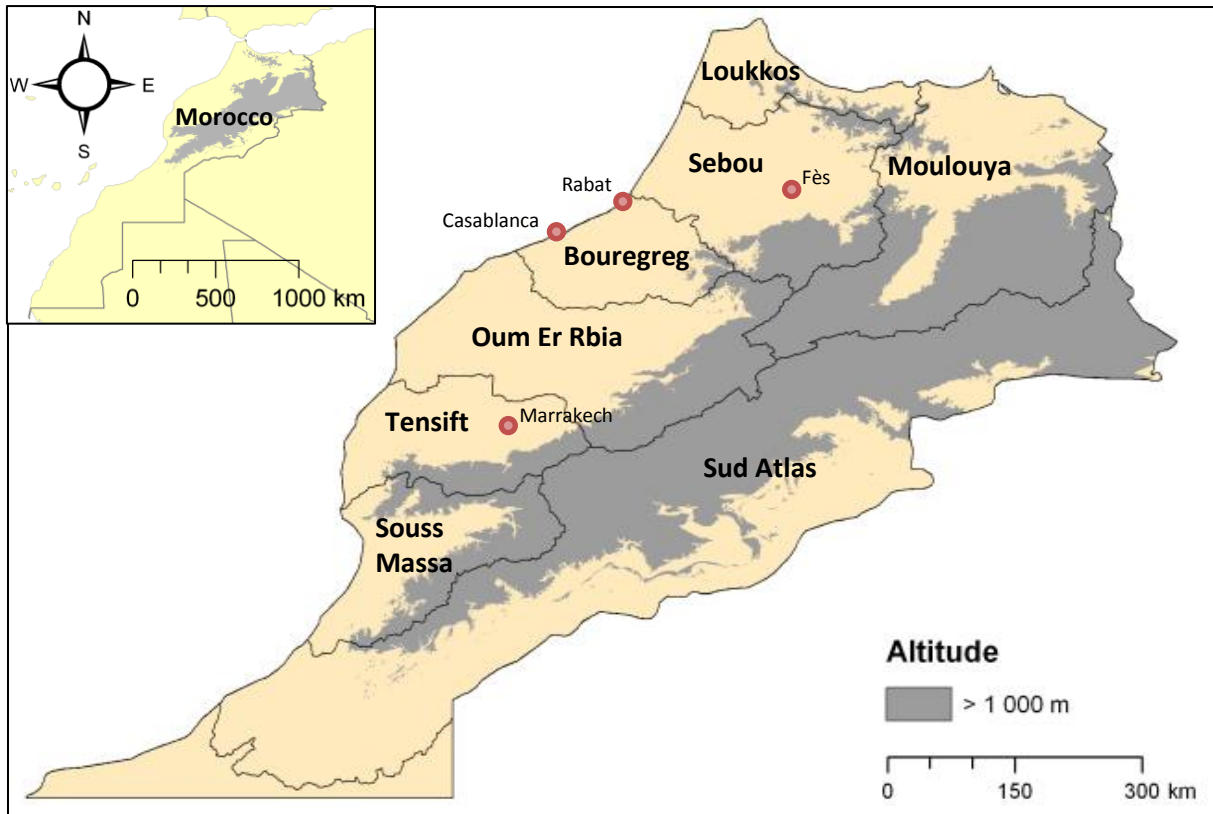 N
W
E
S
Morocco
0 500 1000 km
Loukkos
Sebou
Moulouya
Fès
Rabat
Casablanca
Bouregreg
Oum Er Rbia
Tensift
Marrakech
Sud Atlas
Souss
Massa
Altitude
> 1 000 m
0 150 300 km